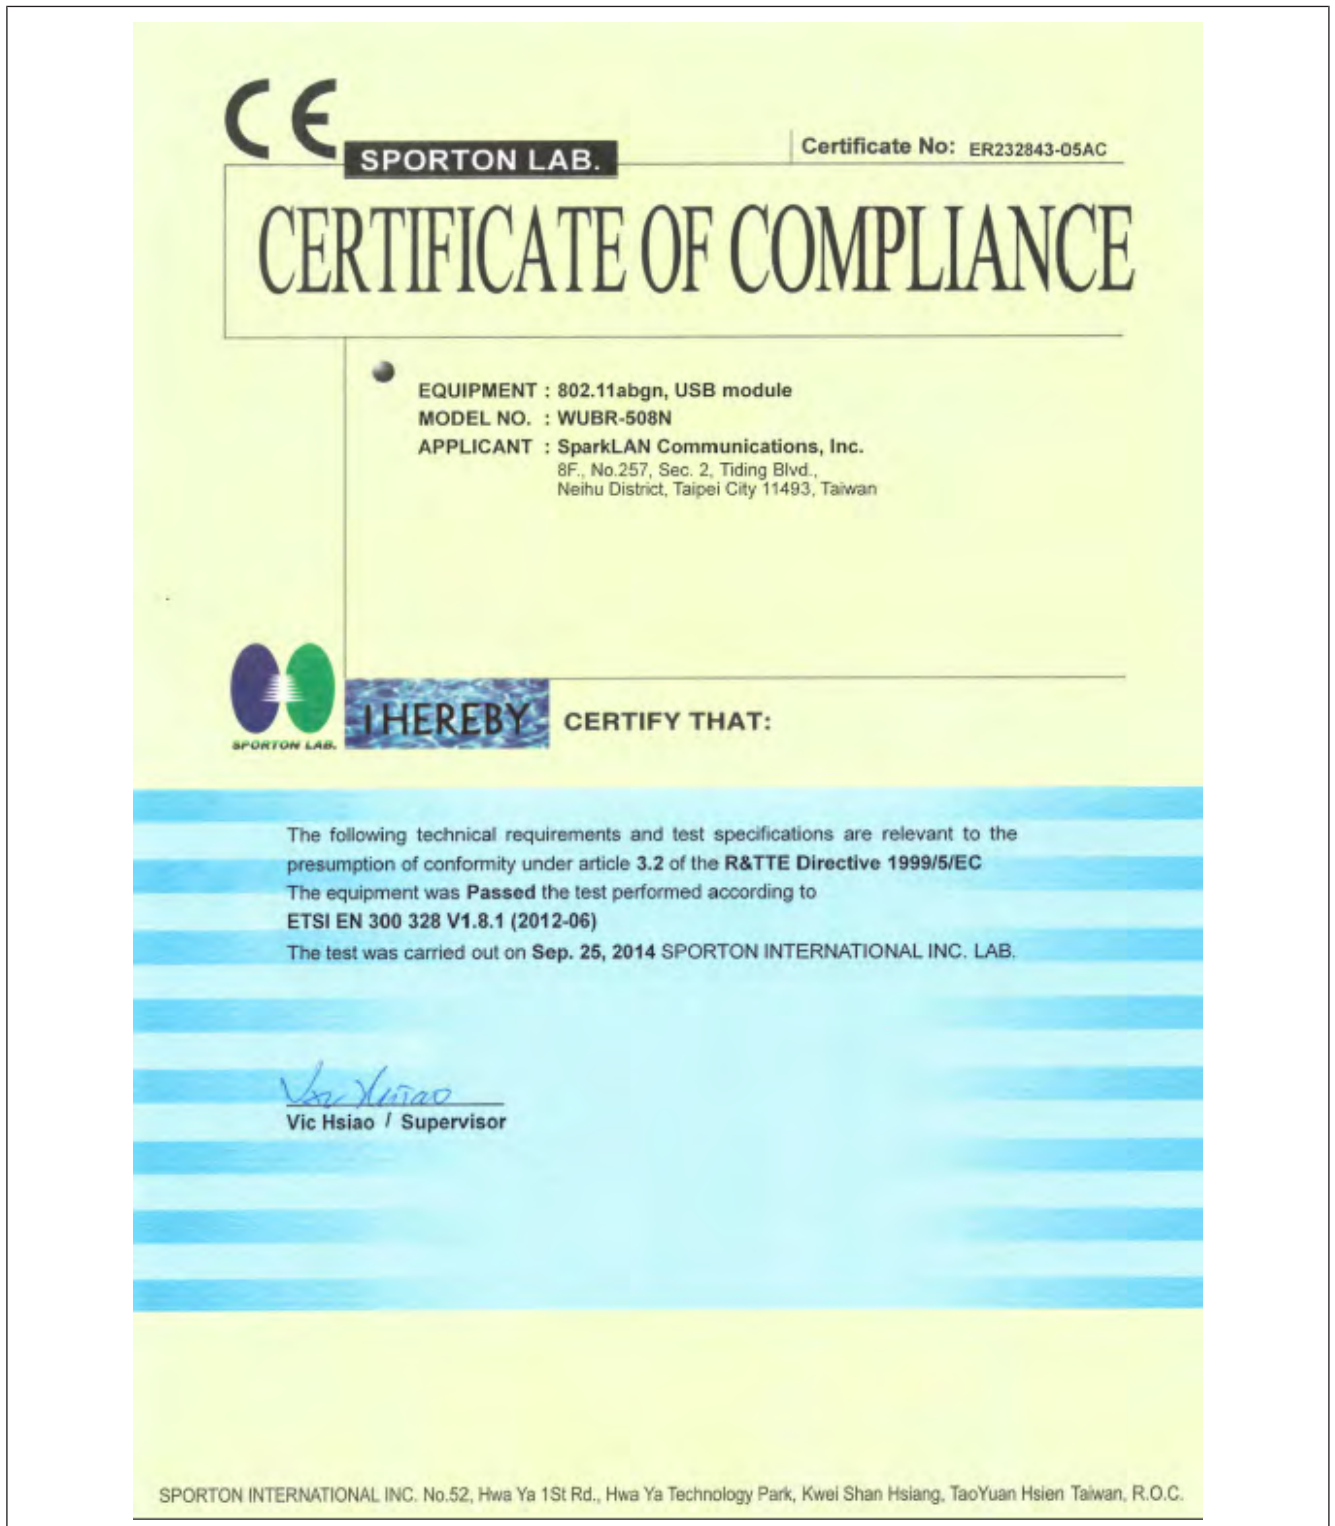 CE
SPORTON LAB.
Certificate No: ER232843-05AC
CERTIFICATE OF COMPLIANCE
EQUIPMENT : 802.11abgn, USB module
MODEL NO. : WUBR-508N
APPLICANT : SparkLAN Communications, Inc.
8F., No.257, Sec. 2, Tiding Blvd.,
Neihu District, Taipei City 11493, Taiwan
SPORTON LAB.
I HEREBY CERTIFY THAT:
The following technical requirements and test specifications are relevant to the
presumption of conformity under article 3.2 of the R&TTE Directive 1999/5/EC
The equipment was Passed the test performed according to
ETSI EN 300 328 V1.8.1 (2012-06)
The test was carried out on Sep. 25, 2014 SPORTON INTERNATIONAL INC. LAB.
Vic Hsiao
Vic Hsiao / Supervisor
SPORTON INTERNATIONAL INC. No.52, Hwa Ya 1St Rd., Hwa Ya Technology Park, Kwei Shan Hsiang, TaoYuan Hsien Taiwan, R.O.C.